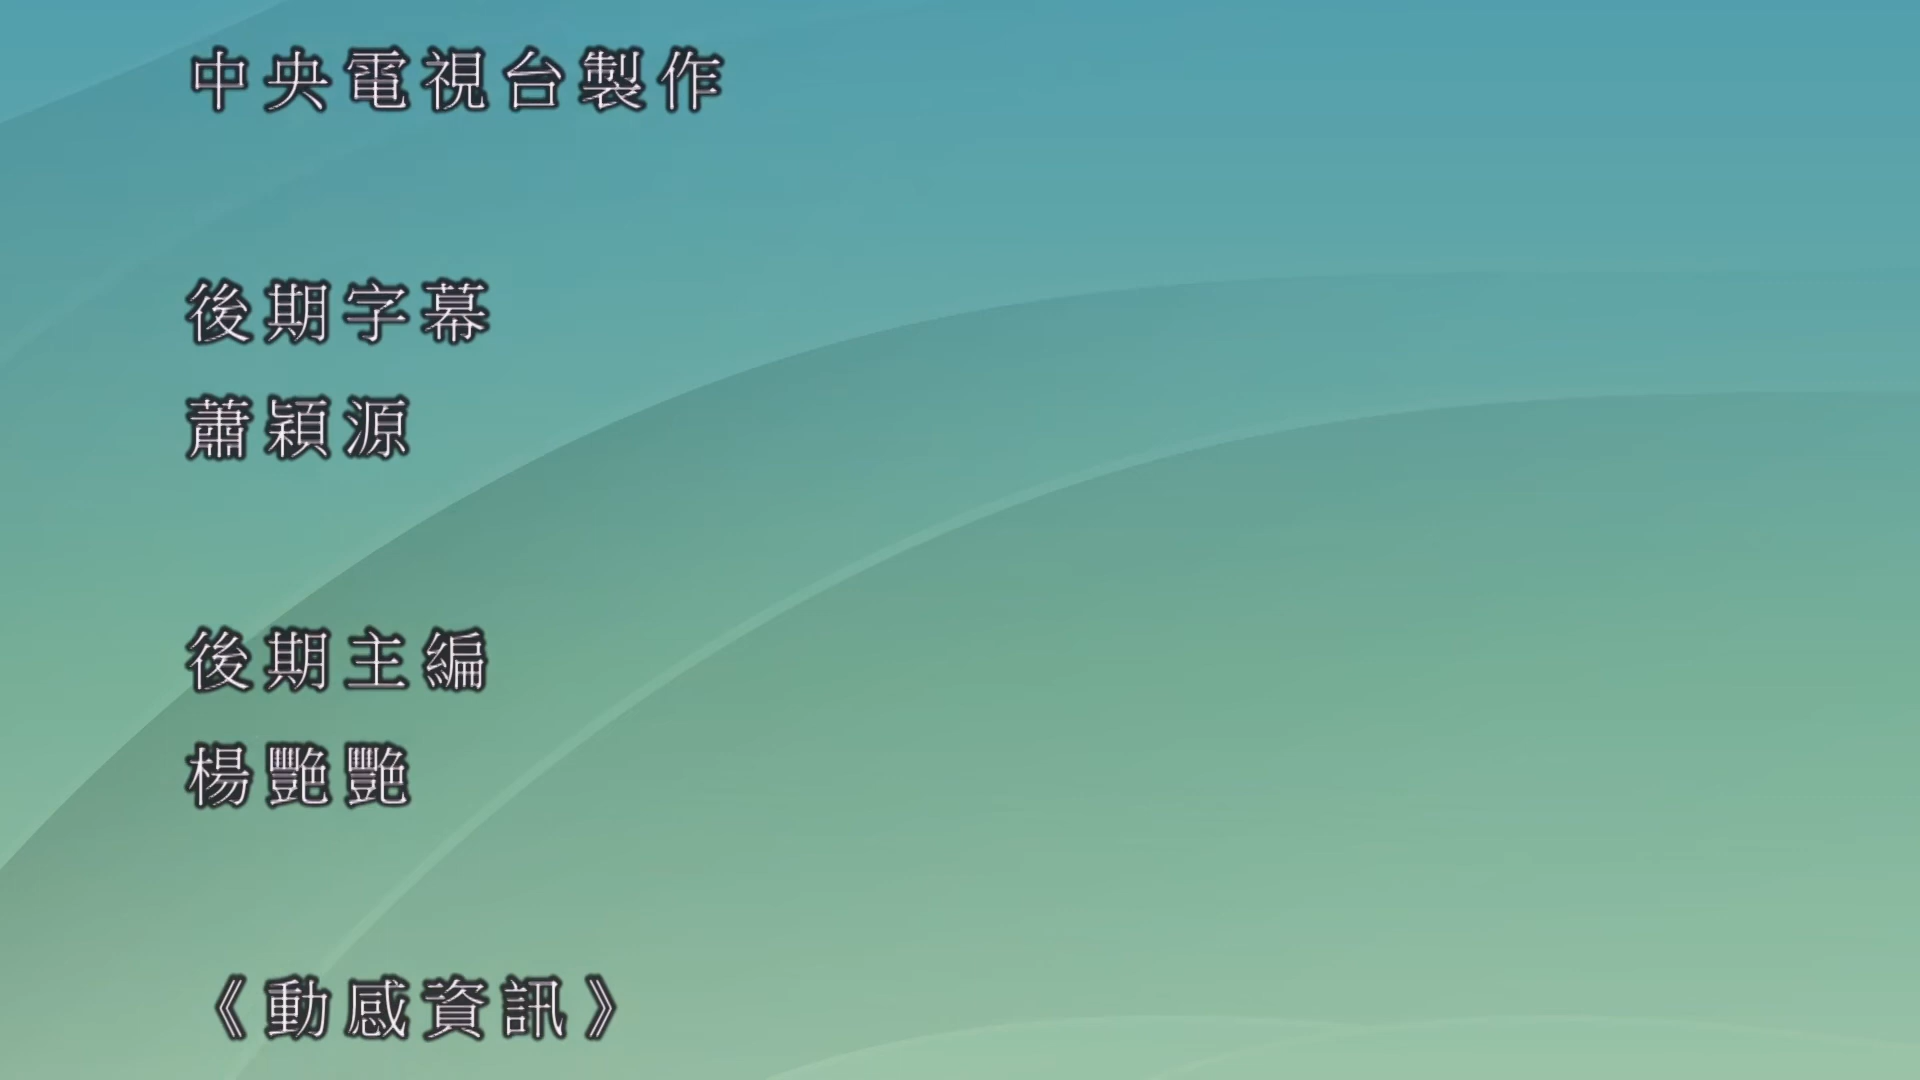 中央電視台製作
後期字幕
蕭穎源
後期主編
楊艷艷
《動感資訊》